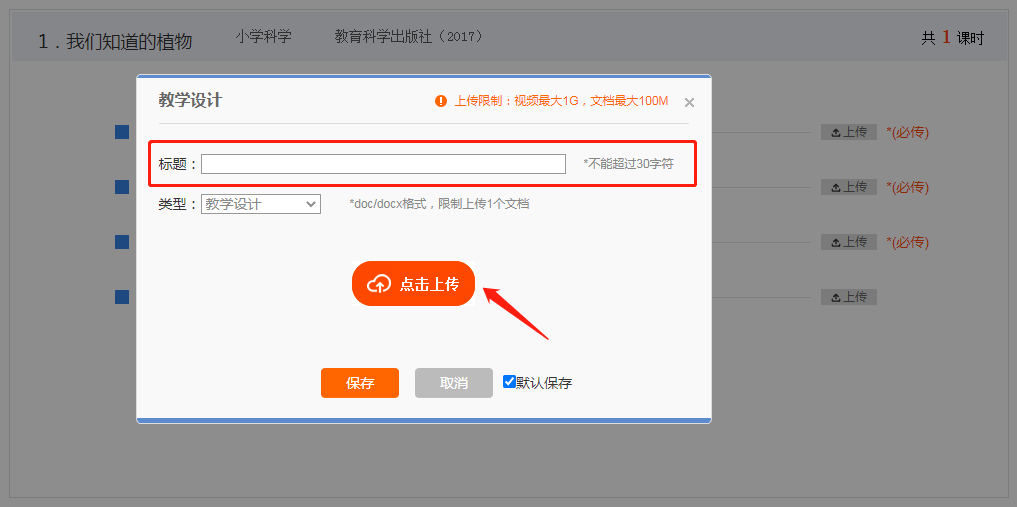 1．我们知道的植物 小学科学 教育科学出版社（2017） 共 1 课时
教学设计 上传限制：视频最大1G，文档最大100M ×
上传 *(必传)
标题： *不能超过30字符
上传 *(必传)
类型： 教学设计 *doc/docx格式，限制上传1个文档
上传 *(必传)
点击上传
上传
保存 取消 默认保存